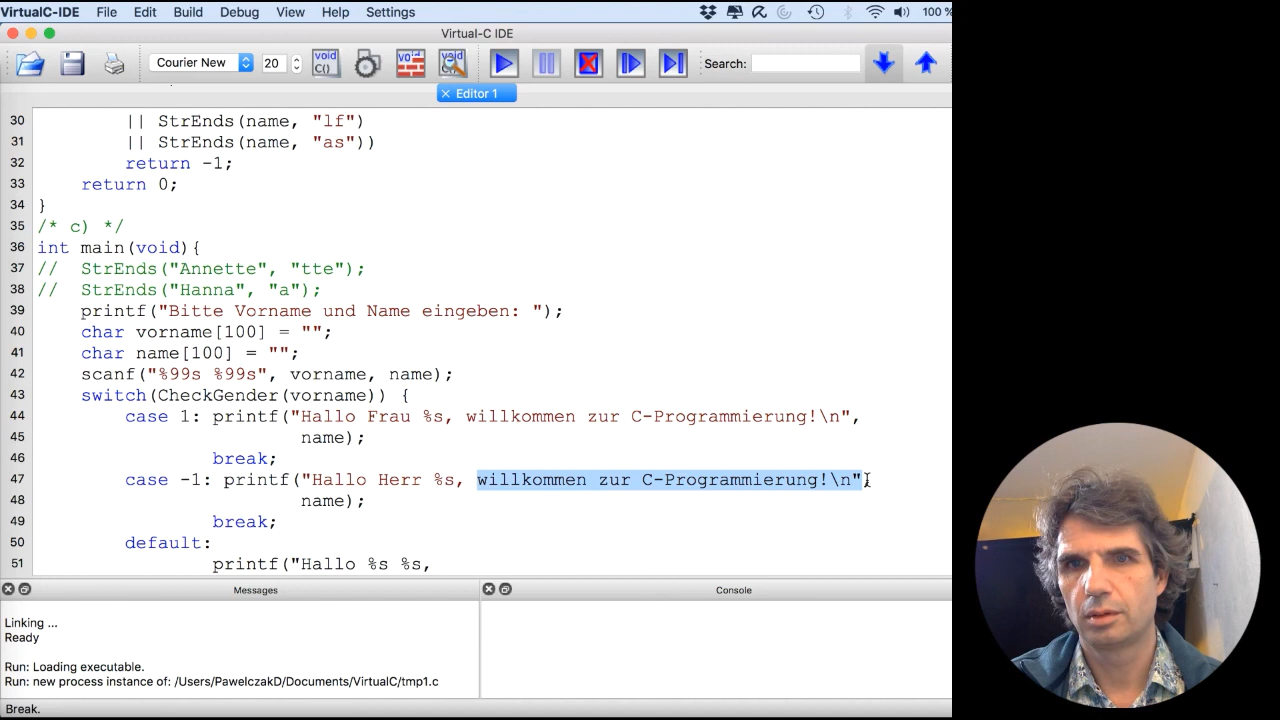 VirtualC-IDE File Edit Build Debug View Help Settings 100 %
Virtual-C IDE
Courier New 20 void C() Search:
Editor 1
30 || StrEnds(name, "lf")
31 || StrEnds(name, "as"))
32 return -1;
33 return 0;
34 }
35 /* c) */
36 int main(void){
37 // StrEnds("Annette", "tte");
38 // StrEnds("Hanna", "a");
39 printf("Bitte Vorname und Name eingeben: ");
40 char vorname[100] = "";
41 char name[100] = "";
42 scanf("%99s %99s", vorname, name);
43 switch(CheckGender(vorname)) {
44 case 1: printf("Hallo Frau %s, willkommen zur C-Programmierung!\n",
45 name);
46 break;
47 case -1: printf("Hallo Herr %s, willkommen zur C-Programmierung!\n",
48 name);
49 break;
50 default:
51 printf("Hallo %s %s,
Messages Console
Linking ...
Ready
Run: Loading executable.
Run: new process instance of: /Users/PawelczakD/Documents/VirtualC/tmp1.c
Break.